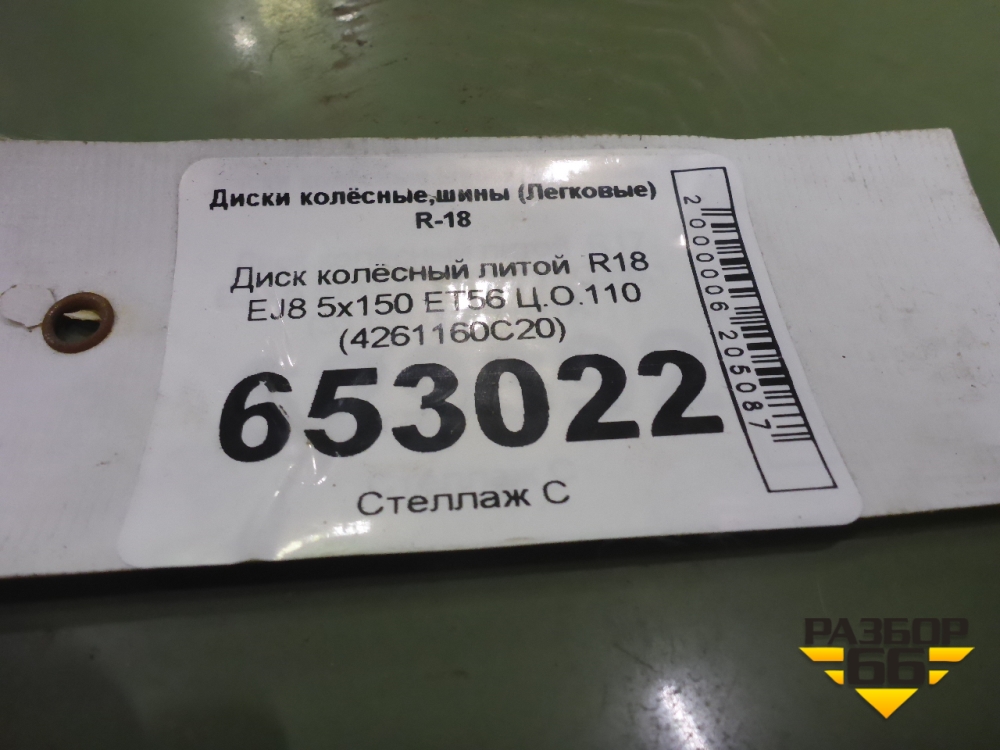 Диски колёсные,шины (Легковые)
R-18
Диск колёсный литой R18
EJ8 5x150 ET56 Ц.О.110
(4261160C20)
653022
Стеллаж С
2000006205087
РАЗБОР
66